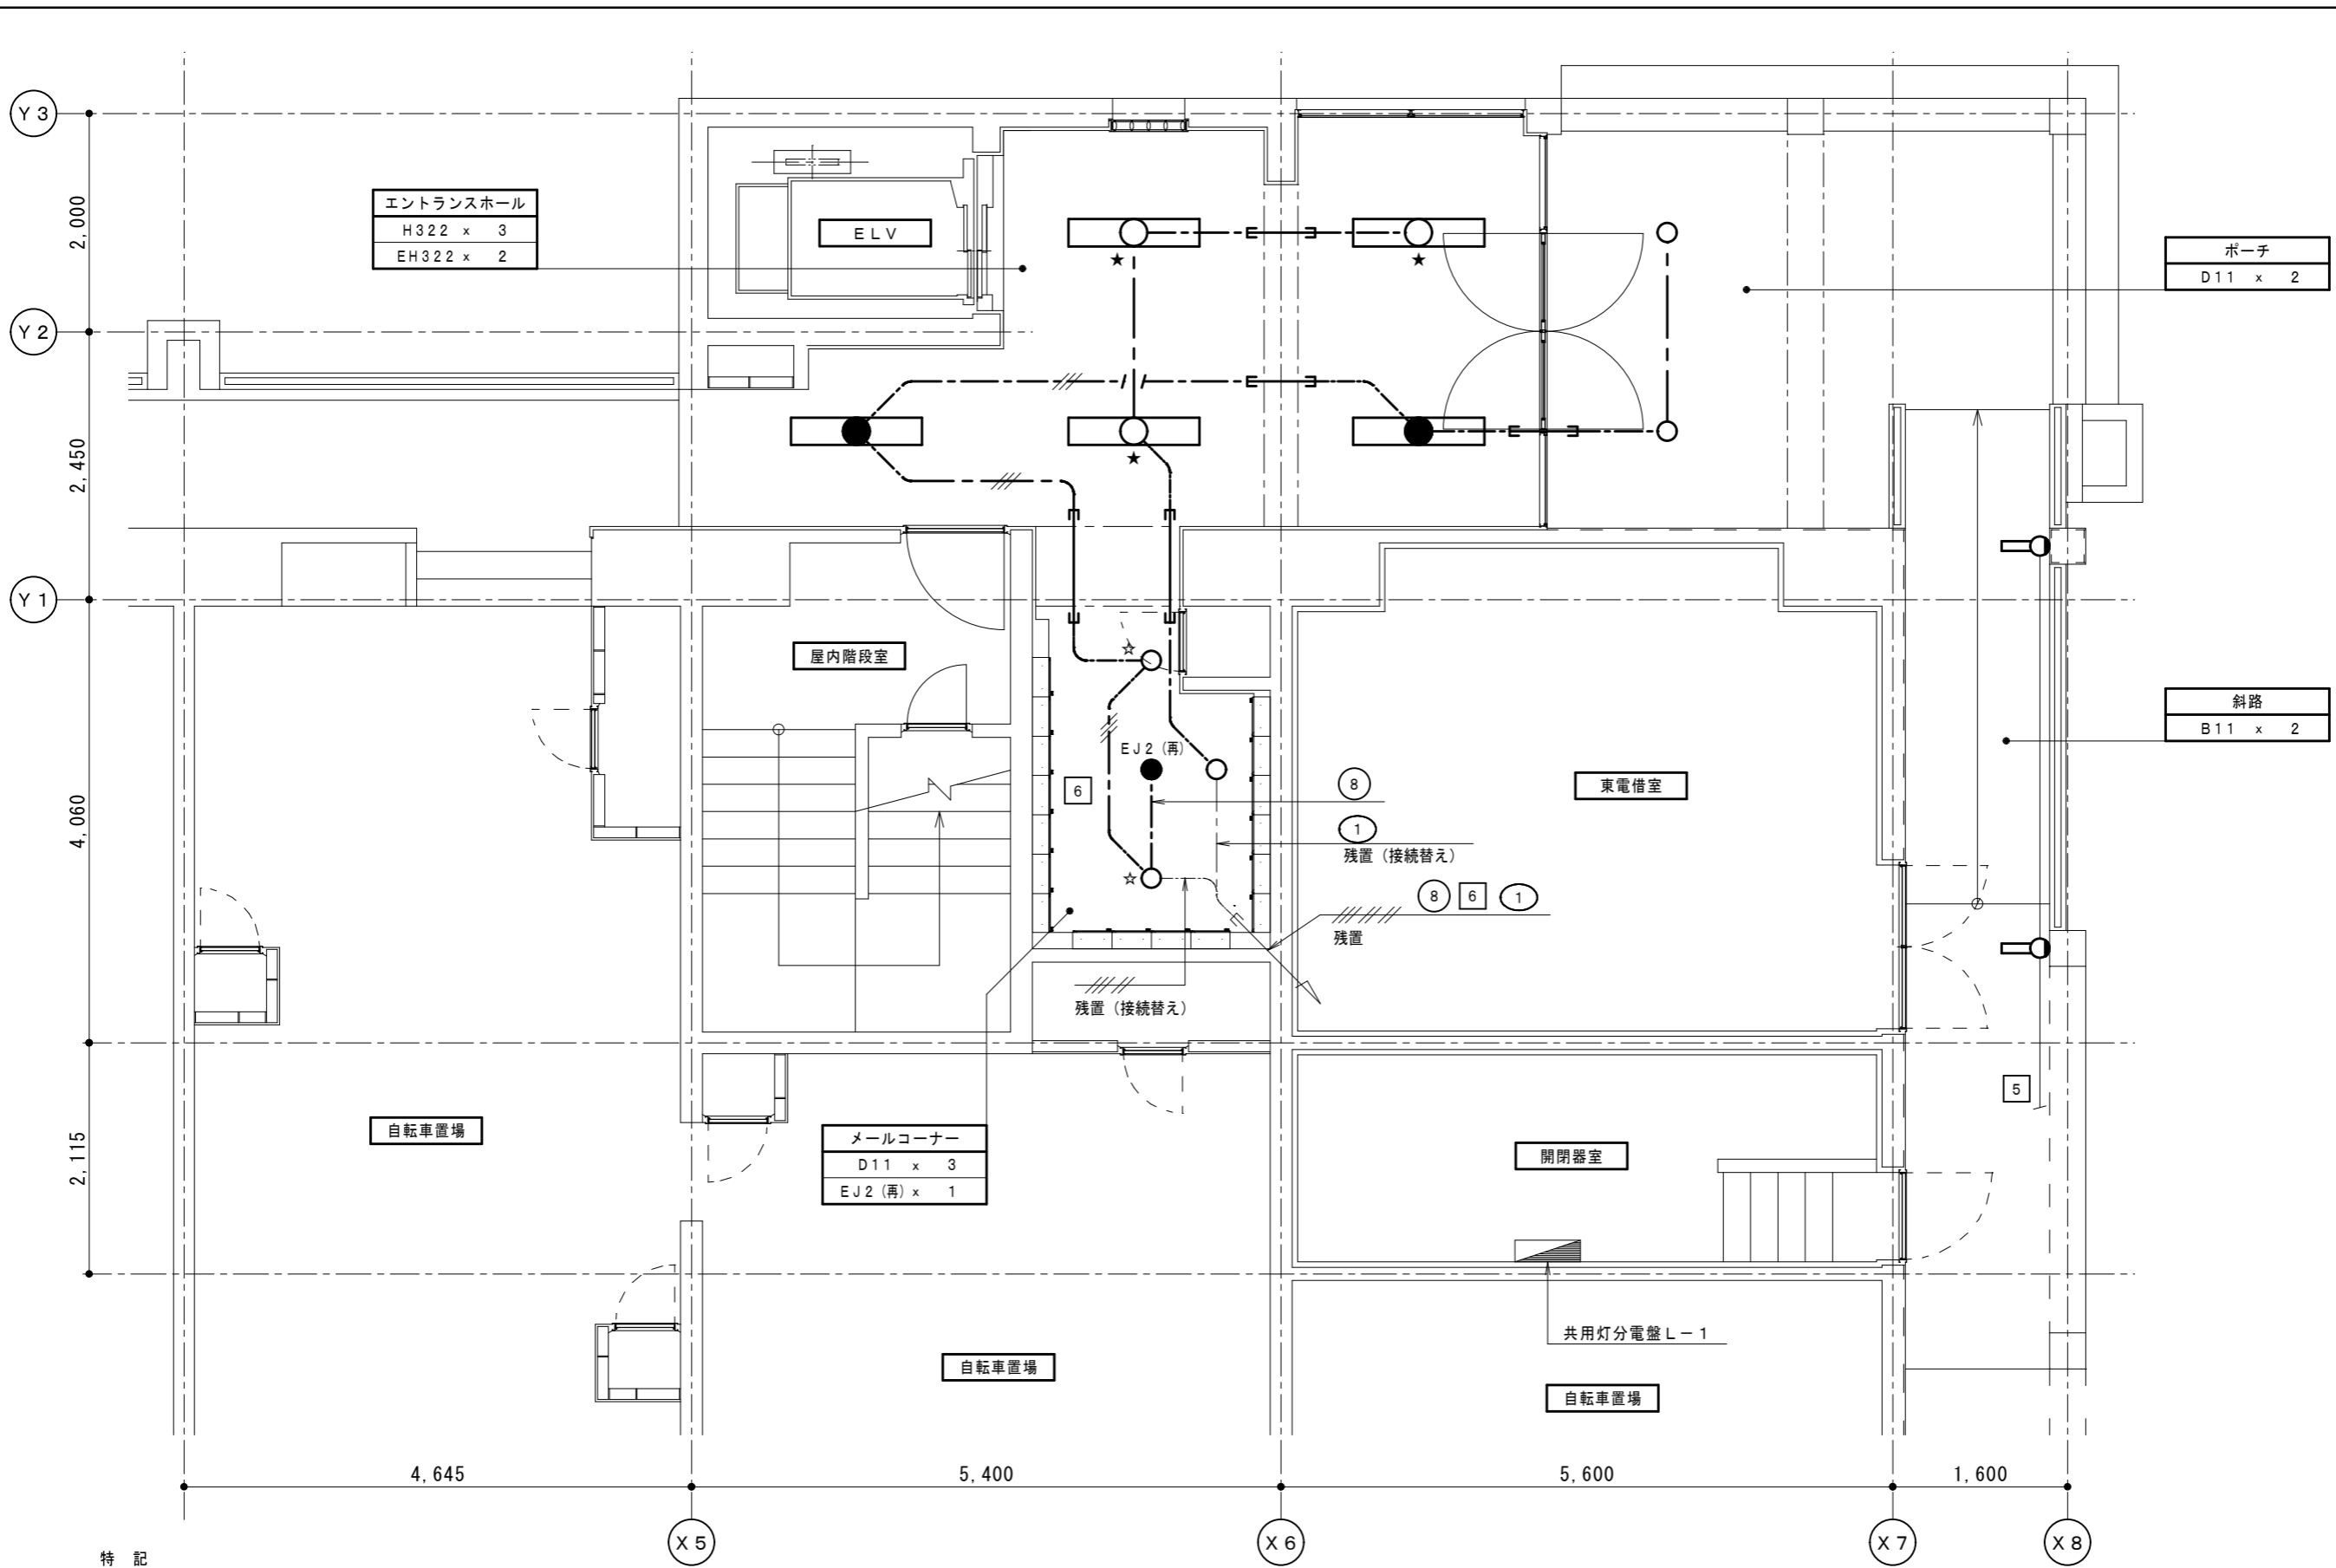 Y3
2,000
エントランスホール
H322 × 3
EH322 × 2
ELV
★
★
ポーチ
D11 × 2
Y2
2,450
★
Y1
屋内階段室
☆
EJ2(再)
6
8
1
残置(接続替え)
東電借室
斜路
B11 × 2
4,060
☆
8 6 1
残置
残置(接続替え)
5
自転車置場
メールコーナー
D11 × 3
EJ2(再)× 1
開閉器室
2,115
共用灯分電盤L-1
自転車置場
自転車置場
4,645
5,400
5,600
1,600
X5
X6
X7
X8
特 記